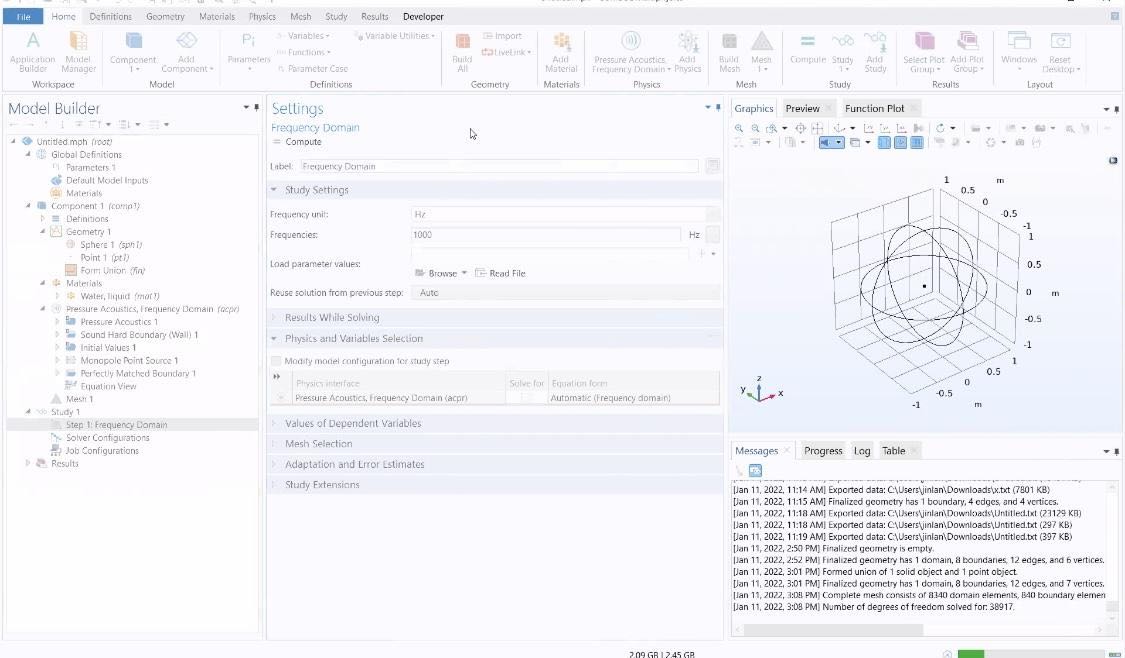 File Home Definitions Geometry Materials Physics Mesh Study Results Developer
Application Builder
Model Manager
Workspace
Component 1
Add Component
Model
Parameters
Variables
Functions
Parameter Case
Variable Utilities
Definitions
Build All
Import
LiveLink
Geometry
Add Material
Materials
Pressure Acoustics, Frequency Domain
Add Physics
Physics
Build Mesh
Mesh 1
Mesh
Compute
Study 1
Add Study
Study
Select Plot Group
Add Plot Group
Results
Windows
Reset Desktop
Layout
Model Builder
Untitled.mph (root)
Global Definitions
Parameters 1
Default Model Inputs
Materials
Component 1 (comp1)
Definitions
Geometry 1
Sphere 1 (sph1)
Point 1 (pt1)
Form Union (fin)
Materials
Water, liquid (mat1)
Pressure Acoustics, Frequency Domain (acpr)
Pressure Acoustics 1
Sound Hard Boundary (Wall) 1
Initial Values 1
Monopole Point Source 1
Perfectly Matched Boundary 1
Equation View
Mesh 1
Study 1
Step 1: Frequency Domain
Solver Configurations
Job Configurations
Results
Settings
Frequency Domain
= Compute
Label: Frequency Domain
Study Settings
Frequency unit: Hz
Frequencies: 1000 Hz
Load parameter values:
Browse Read File
Reuse solution from previous step: Auto
Results While Solving
Physics and Variables Selection
Modify model configuration for study step
Physics interface Solve for Equation form
Pressure Acoustics, Frequency Domain (acpr) Automatic (Frequency domain)
Values of Dependent Variables
Mesh Selection
Adaptation and Error Estimates
Study Extensions
Graphics Preview Function Plot
1
0.5
0
-0.5
-1
m
1
0.5
0
-0.5
-1
m
1
0.5
0
-0.5
-1
m
z
y x
Messages Progress Log Table
[Jan 11, 2022, 11:14 AM] Exported data: C:\Users\jinlan\Downloads\x.txt (7801 KB)
[Jan 11, 2022, 11:15 AM] Finalized geometry has 1 boundary, 4 edges, and 4 vertices.
[Jan 11, 2022, 11:18 AM] Exported data: C:\Users\jinlan\Downloads\Untitled.txt (23129 KB)
[Jan 11, 2022, 11:18 AM] Exported data: C:\Users\jinlan\Downloads\Untitled.txt (297 KB)
[Jan 11, 2022, 11:19 AM] Exported data: C:\Users\jinlan\Downloads\Untitled.txt (397 KB)
[Jan 11, 2022, 2:50 PM] Finalized geometry is empty.
[Jan 11, 2022, 2:52 PM] Finalized geometry has 1 domain, 8 boundaries, 12 edges, and 6 vertices.
[Jan 11, 2022, 3:01 PM] Formed union of 1 solid object and 1 point object.
[Jan 11, 2022, 3:01 PM] Finalized geometry has 1 domain, 8 boundaries, 12 edges, and 7 vertices.
[Jan 11, 2022, 3:08 PM] Complete mesh consists of 8340 domain elements, 840 boundary elemen
[Jan 11, 2022, 3:08 PM] Number of degrees of freedom solved for: 38917.
2.09 GB | 2.45 GB